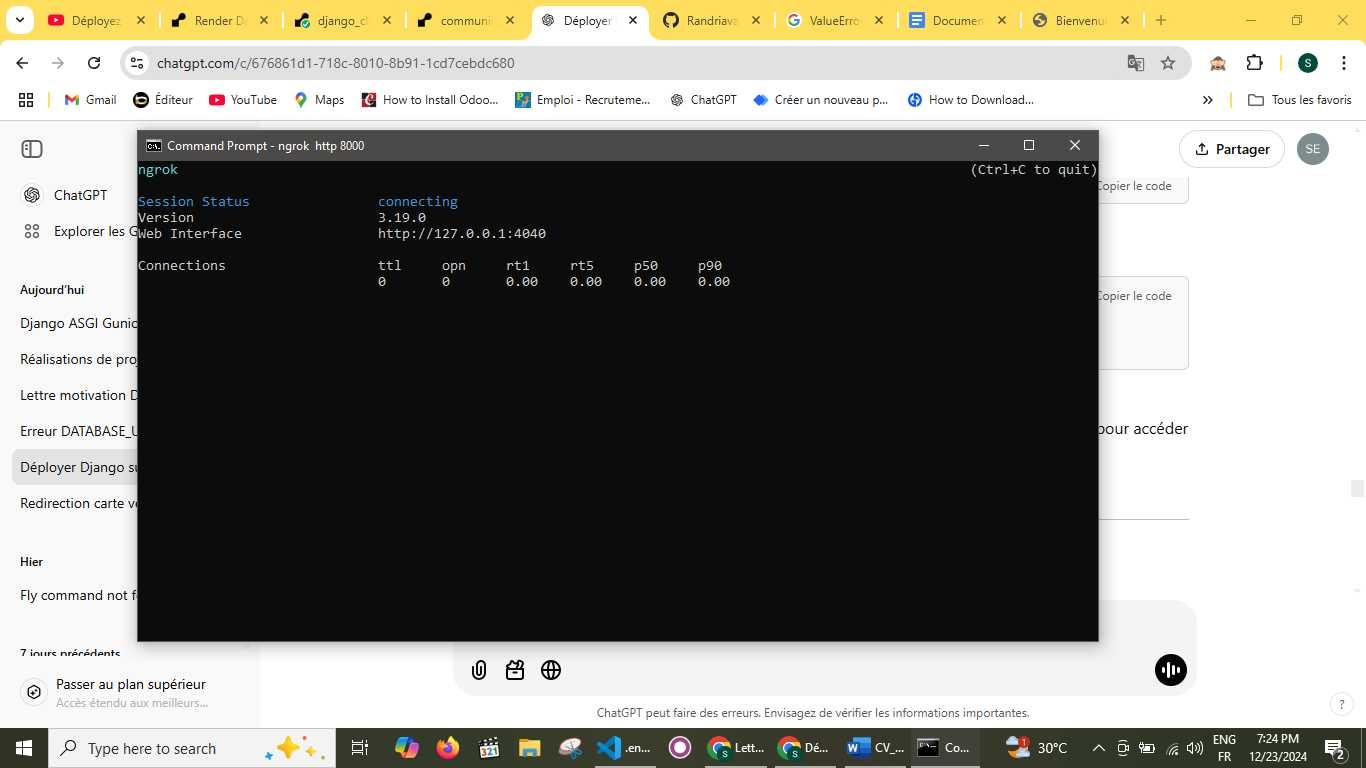 Déployez
Render D
django_cl
communi
Déployer
Randriava
ValueErro
Documen
Bienvenu
chatgpt.com/c/676861d1-718c-8010-8b91-1cd7cebdc680
S
Gmail
Éditeur
YouTube
Maps
How to Install Odoo...
Emploi - Recruteme...
ChatGPT
Créer un nouveau p...
How to Download...
Tous les favoris
Command Prompt - ngrok  http 8000
ngrok
(Ctrl+C to quit)
Session Status connecting
Version 3.19.0
Web Interface http://127.0.0.1:4040
Connections ttl opn rt1 rt5 p50 p90
0 0 0.00 0.00 0.00 0.00
Partager
SE
Copier le code
Copier le code
pour accéder
ChatGPT
Explorer les G
Aujourd'hui
Django ASGI Gunic
Réalisations de pro
Lettre motivation D
Erreur DATABASE_U
Déployer Django su
Redirection carte ve
Hier
Fly command not f
7 jours précédents
Passer au plan supérieur
Accès étendu aux meilleurs...
ChatGPT peut faire des erreurs. Envisagez de vérifier les informations importantes.
?
Type here to search
321
.en...
Lett...
Dé...
CV_...
Co...
1
30°C
ENG
FR
7:24 PM
12/23/2024
2